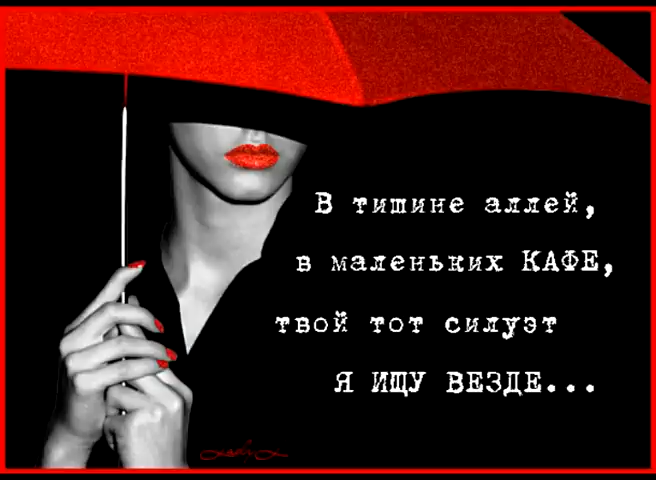 В тишине аллей,
в маленьких КАФЕ,
твой тот силуэт
Я ИЩУ ВЕЗДЕ...